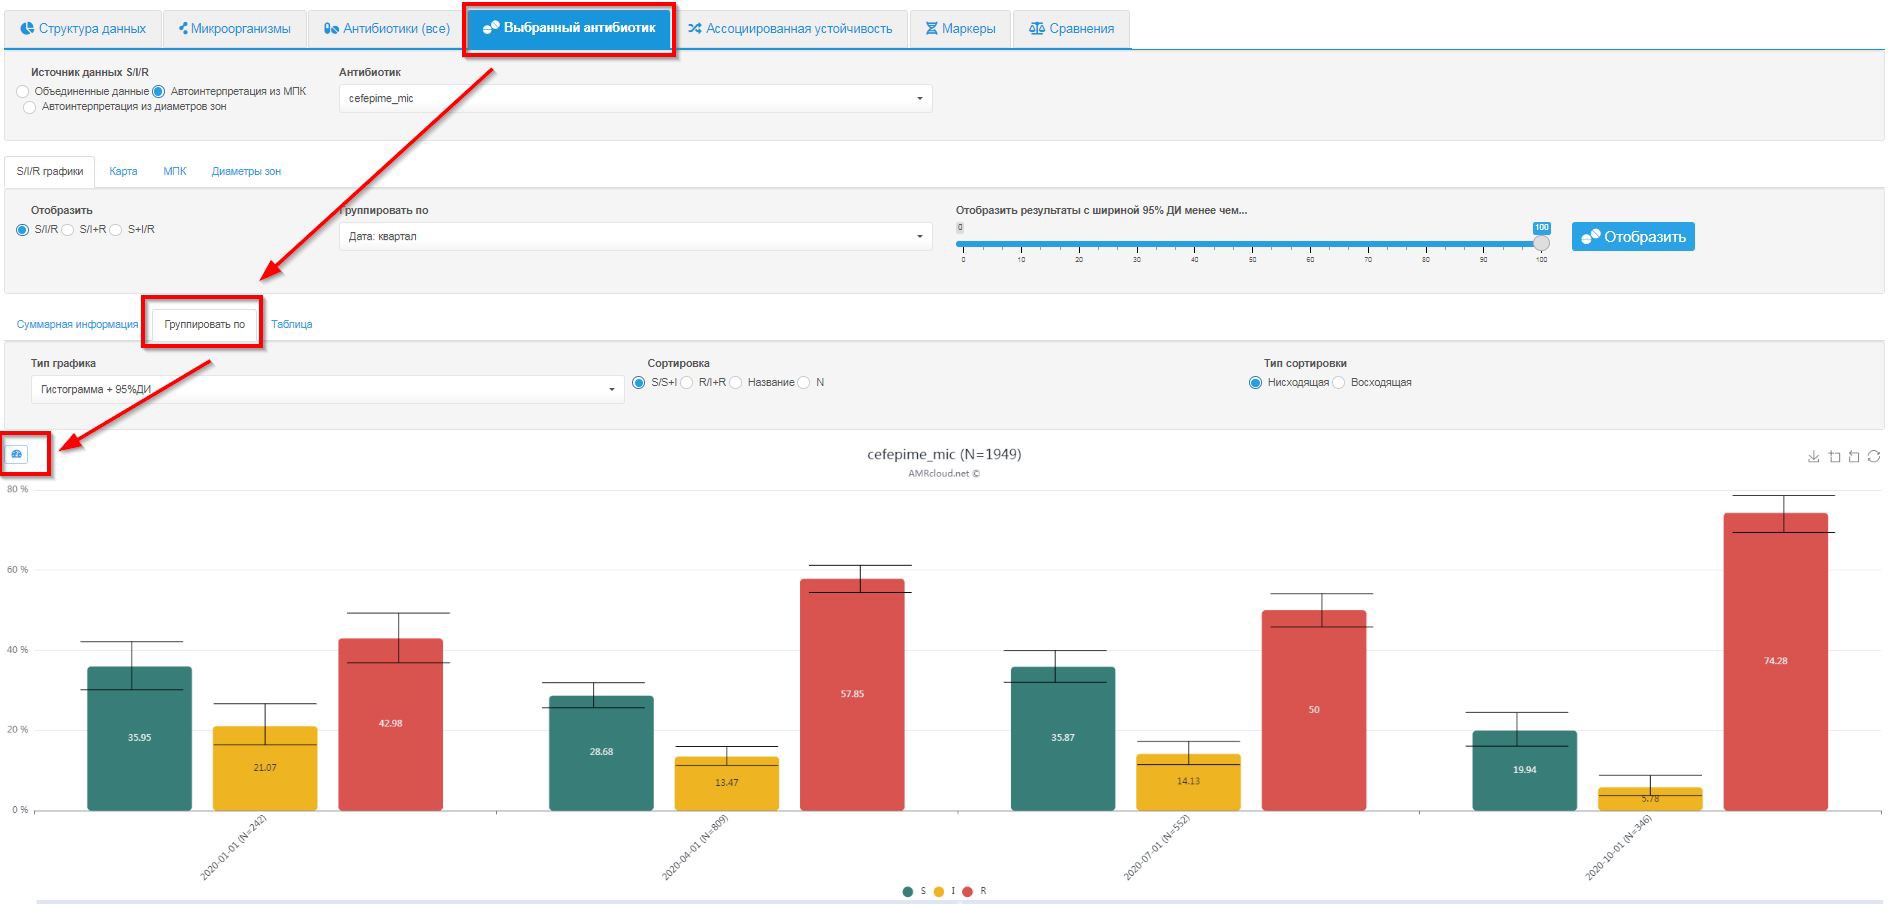 Структура данных Микроорганизмы Антибиотики (все) Выбранный антибиотик Ассоциированная устойчивость Маркеры Сравнения
Источник данных S/I/R Антибиотик
Объединенные данные Автоинтерпретация из МПК
Автоинтерпретация из диаметров зон
cefepime_mic
S/I/R графики Карта МПК Диаметры зон
Отобразить Группировать по Отобразить результаты с шириной 95% ДИ менее чем...
S/I/R S/I+R S+I/R
Дата: квартал
0 100
0 10 20 30 40 50 60 70 80 90 100
Отобразить
Суммарная информация Группировать по Таблица
Тип графика Сортировка Тип сортировки
Гистограмма + 95%ДИ S/S+I R/I+R Название N Нисходящая Восходящая
cefepime_mic (N=1949)
AMRcloud.net ©
80 %
60 %
40 %
20 %
0 %
35.95 21.07 42.98
28.68 13.47 57.85
35.87 14.13 50
19.94 5.78 74.28
2020-01-01 (N=242) 2020-04-01 (N=809) 2020-07-01 (N=552) 2020-10-01 (N=346)
S I R